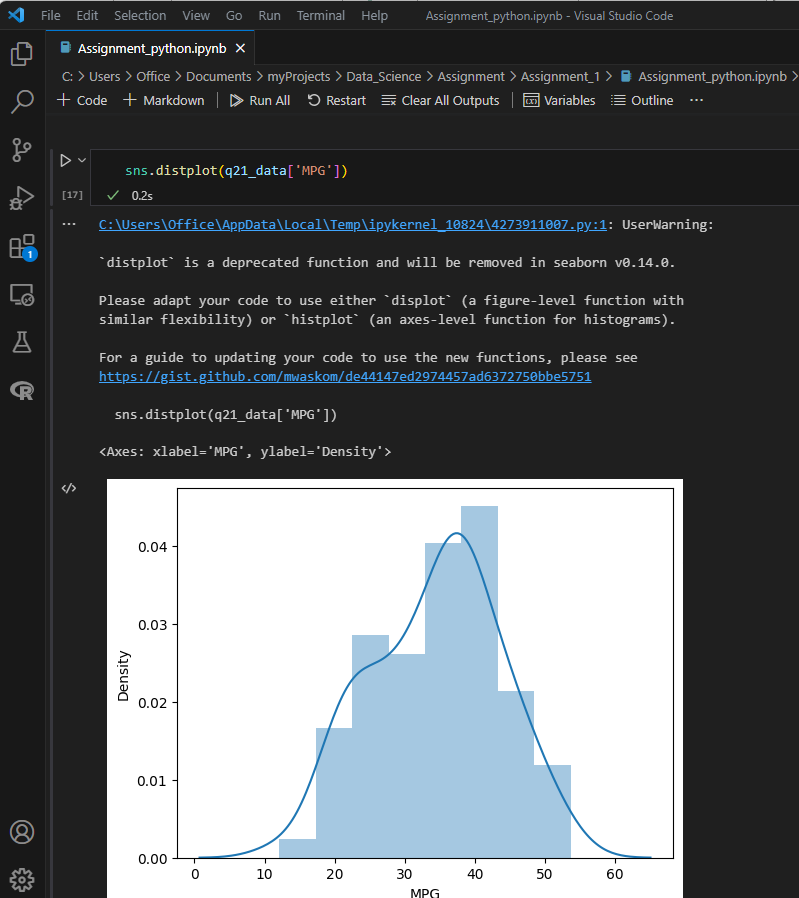 File Edit Selection View Go Run Terminal Help Assignment_python.ipynb - Visual Studio Code
Assignment_python.ipynb
C: > Users > Office > Documents > myProjects > Data_Science > Assignment > Assignment_1 > Assignment_python.ipynb >
+ Code + Markdown Run All Restart Clear All Outputs Variables Outline ...
sns.distplot(q21_data['MPG'])
[17] 0.2s
... C:\Users\Office\AppData\Local\Temp\ipykernel_10824\4273911007.py:1: UserWarning:
`distplot` is a deprecated function and will be removed in seaborn v0.14.0.
Please adapt your code to use either `displot` (a figure-level function with
similar flexibility) or `histplot` (an axes-level function for histograms).
For a guide to updating your code to use the new functions, please see
https://gist.github.com/mwaskom/de44147ed2974457ad6372750bbe5751
sns.distplot(q21_data['MPG'])
<Axes: xlabel='MPG', ylabel='Density'>
1
R
0.04
0.03
Density
0.02
0.01
0.00
0 10 20 30 40 50 60
MPG